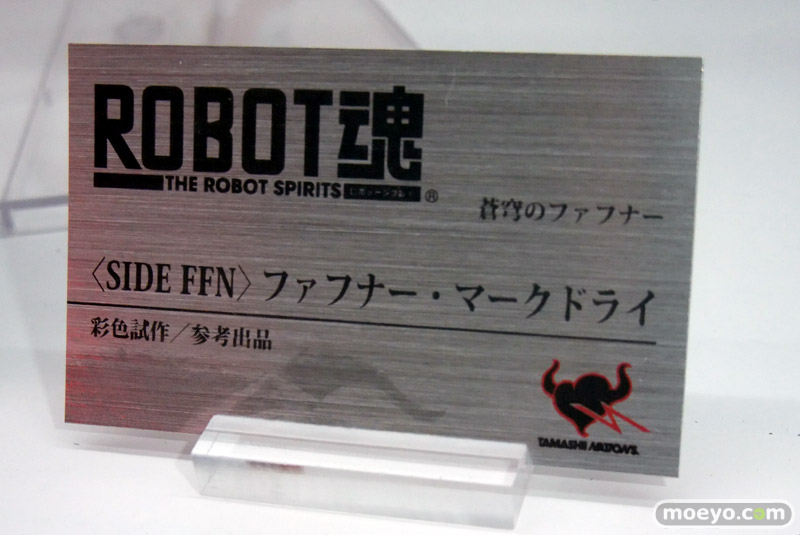 ROBOT魂
THE ROBOT SPIRITS ®
蒼穹のファフナー
〈SIDE FFN〉ファフナー・マークドライ
彩色試作／参考出品
TAMASHII NATIONS
moeyo.com